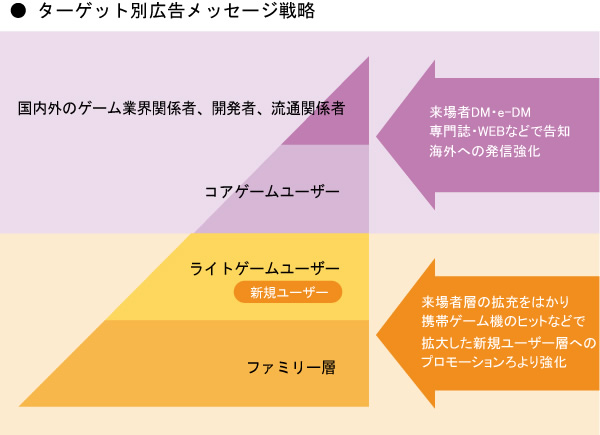 ● ターゲット別広告メッセージ戦略
国内外のゲーム業界関係者、開発者、流通関係者
コアゲームユーザー
来場者DM・e-DM
専門誌・WEBなどで告知
海外への発信強化
ライトゲームユーザー
新規ユーザー
ファミリー層
来場者層の拡充をはかり
携帯ゲーム機のヒットなどで
拡大した新規ユーザー層への
プロモーションろより強化